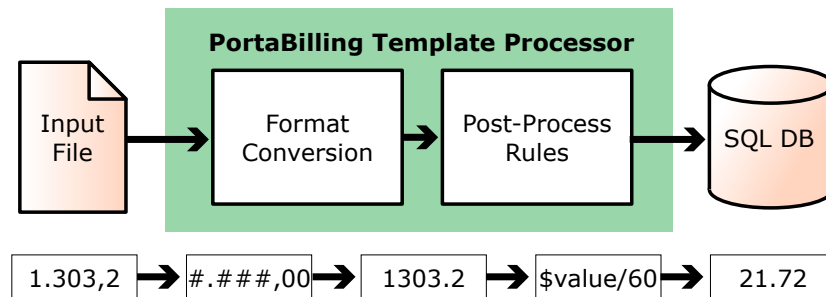 PortaBilling Template Processor
Input
File
Format
Conversion
Post-Process
Rules
SQL DB
1.303,2
#.###,00
1303.2
$value/60
21.72